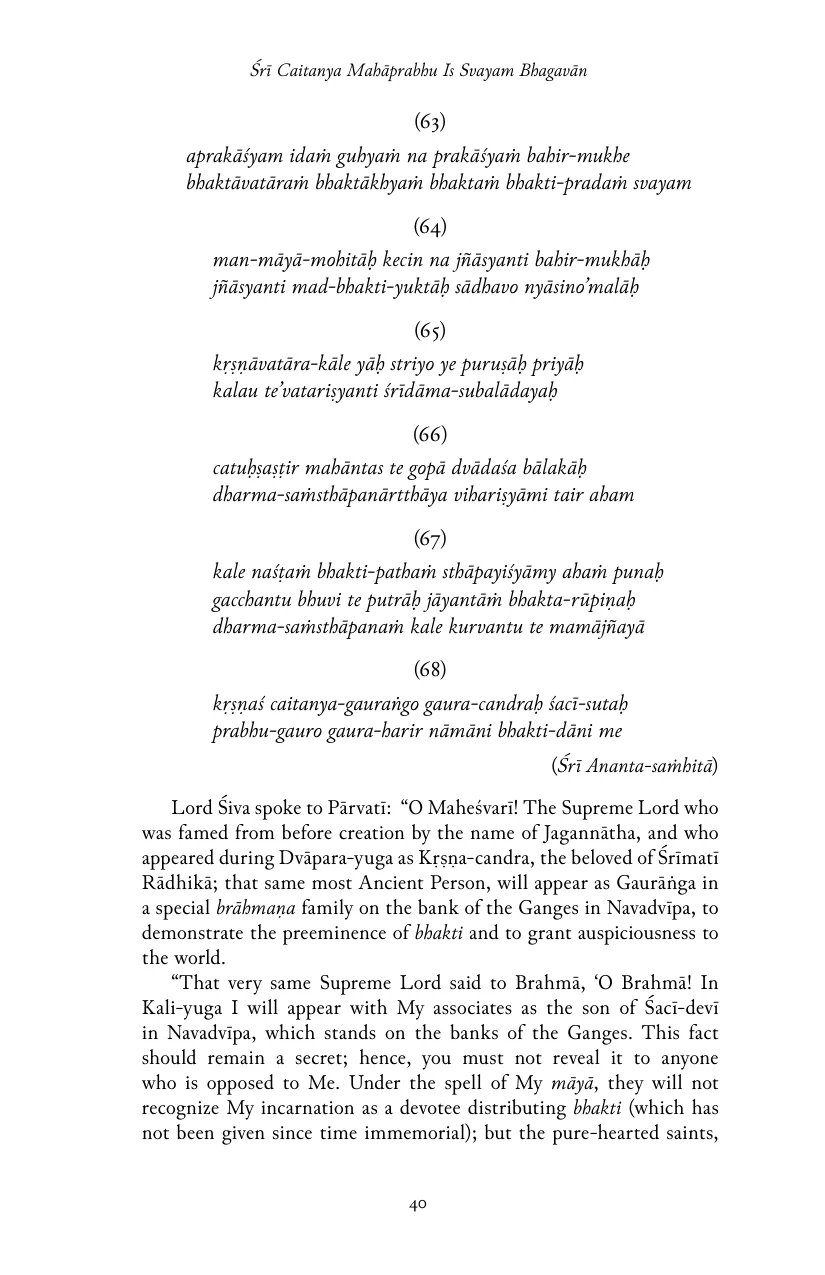 Śrī Caitanya Mahāprabhu Is Svayam Bhagavān
(63)
aprakāśyam idaṁ guhyaṁ na prakāśyaṁ bahir-mukhe
bhaktāvatāraṁ bhaktākhyaṁ bhaktaṁ bhakti-pradaṁ svayam
(64)
man-māyā-mohitāḥ kecin na jñāsyanti bahir-mukhāḥ
jñāsyanti mad-bhakti-yuktāḥ sādhavo nyāsino’malāḥ
(65)
kṛṣṇāvatāra-kāle yāḥ striyo ye puruṣāḥ priyāḥ
kalau te’vatariṣyanti śrīdāma-subalādayaḥ
(66)
catuḥṣaṣṭir mahāntas te gopā dvādaśa bālakāḥ
dharma-saṁsthāpanārtthāya vihariṣyāmi tair aham
(67)
kale naśṭaṁ bhakti-pathaṁ sthāpayiśyāmy ahaṁ punaḥ
gacchantu bhuvi te putrāḥ jāyantāṁ bhakta-rūpiṇaḥ
dharma-saṁsthāpanaṁ kale kurvantu te mamājñayā
(68)
kṛṣṇaś caitanya-gauraṅgo gaura-candraḥ śacī-sutaḥ
prabhu-gauro gaura-harir nāmāni bhakti-dāni me
(Śrī Ananta-saṁhitā)
Lord Śiva spoke to Pārvatī: “O Maheśvarī! The Supreme Lord who
was famed from before creation by the name of Jagannātha, and who
appeared during Dvāpara-yuga as Kṛṣṇa-candra, the beloved of Śrīmatī
Rādhikā; that same most Ancient Person, will appear as Gaurāṅga in
a special brāhmaṇa family on the bank of the Ganges in Navadvīpa, to
demonstrate the preeminence of bhakti and to grant auspiciousness to
the world.
“That very same Supreme Lord said to Brahmā, ‘O Brahmā! In
Kali-yuga I will appear with My associates as the son of Śacī-devī
in Navadvīpa, which stands on the banks of the Ganges. This fact
should remain a secret; hence, you must not reveal it to anyone
who is opposed to Me. Under the spell of My māyā, they will not
recognize My incarnation as a devotee distributing bhakti (which has
not been given since time immemorial); but the pure-hearted saints,
40